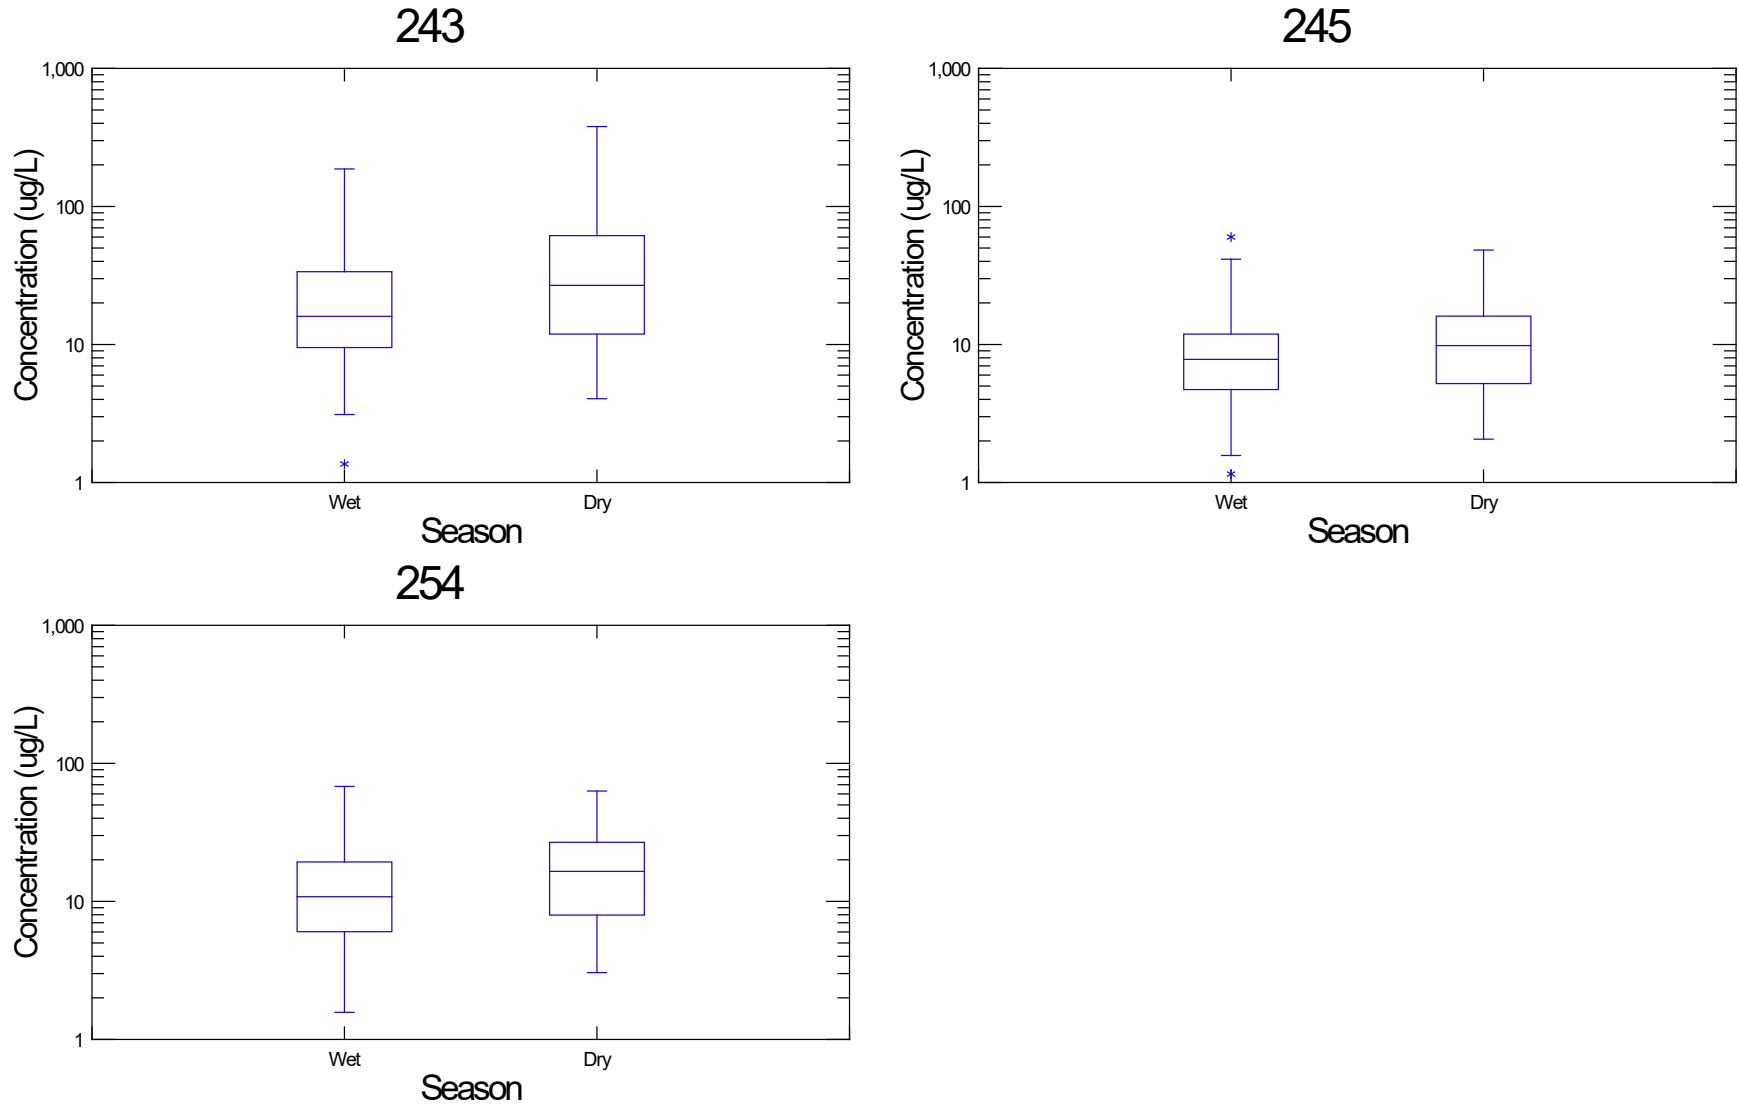 243
Concentration (ug/L)
1,000
100
10
1
Wet
Dry
Season
245
Concentration (ug/L)
1,000
100
10
1
Wet
Dry
Season
254
Concentration (ug/L)
1,000
100
10
1
Wet
Dry
Season